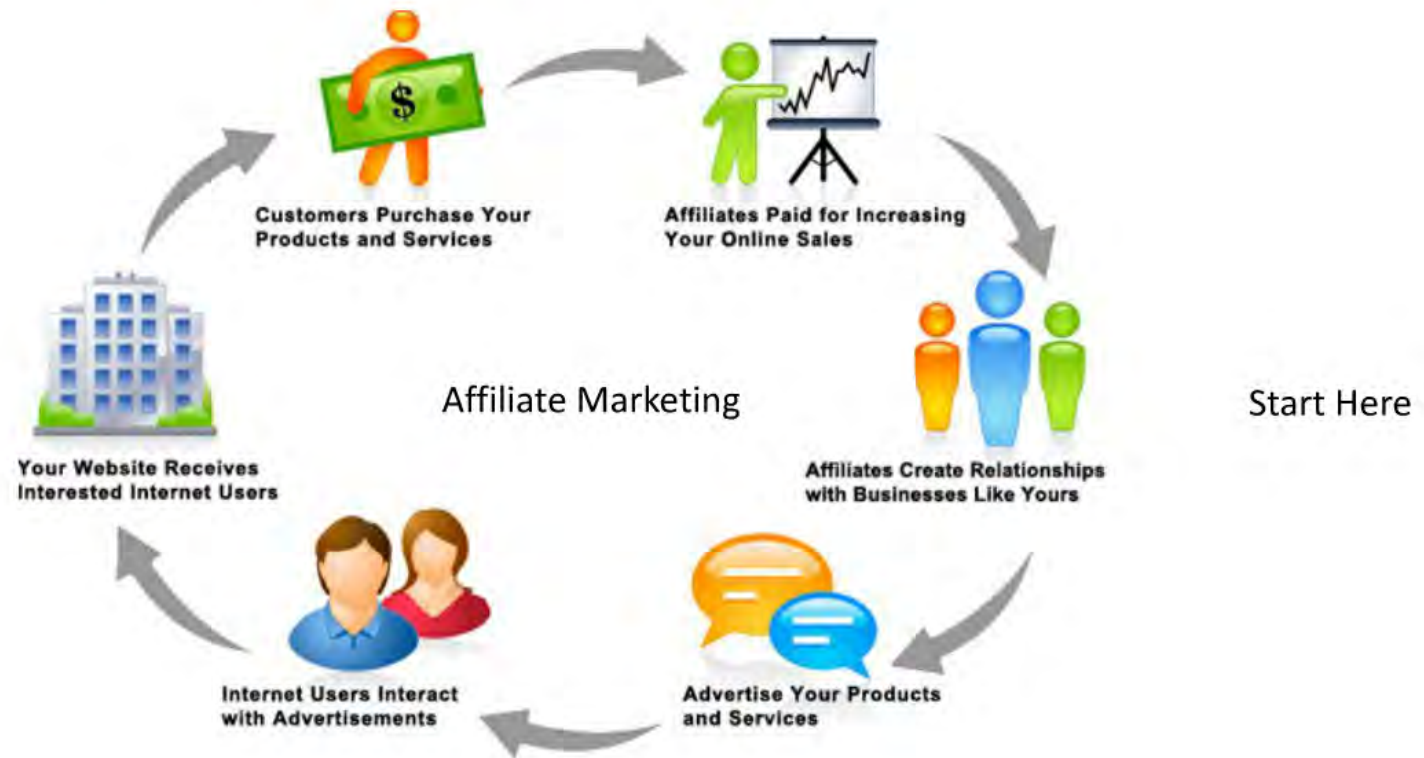 $
Customers Purchase Your
Products and Services
Affiliates Paid for Increasing
Your Online Sales
Affiliate Marketing
Start Here
Your Website Receives
Interested Internet Users
Affiliates Create Relationships
with Businesses Like Yours
Internet Users Interact
with Advertisements
Advertise Your Products
and Services